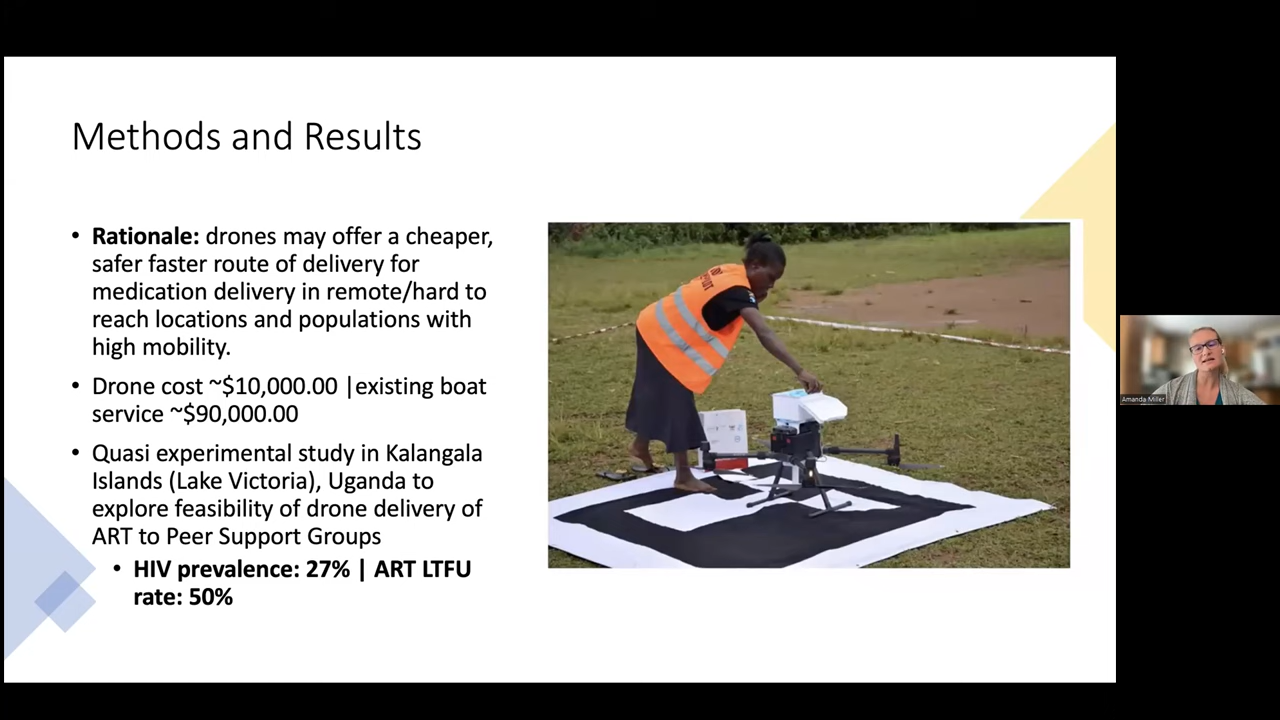 Methods and Results
• Rationale: drones may offer a cheaper,
safer faster route of delivery for
medication delivery in remote/hard to
reach locations and populations with
high mobility.
• Drone cost ~$10,000.00 |existing boat
service ~$90,000.00
• Quasi experimental study in Kalangala
Islands (Lake Victoria), Uganda to
explore feasibility of drone delivery of
ART to Peer Support Groups
• HIV prevalence: 27% | ART LTFU
rate: 50%
Amanda Miller